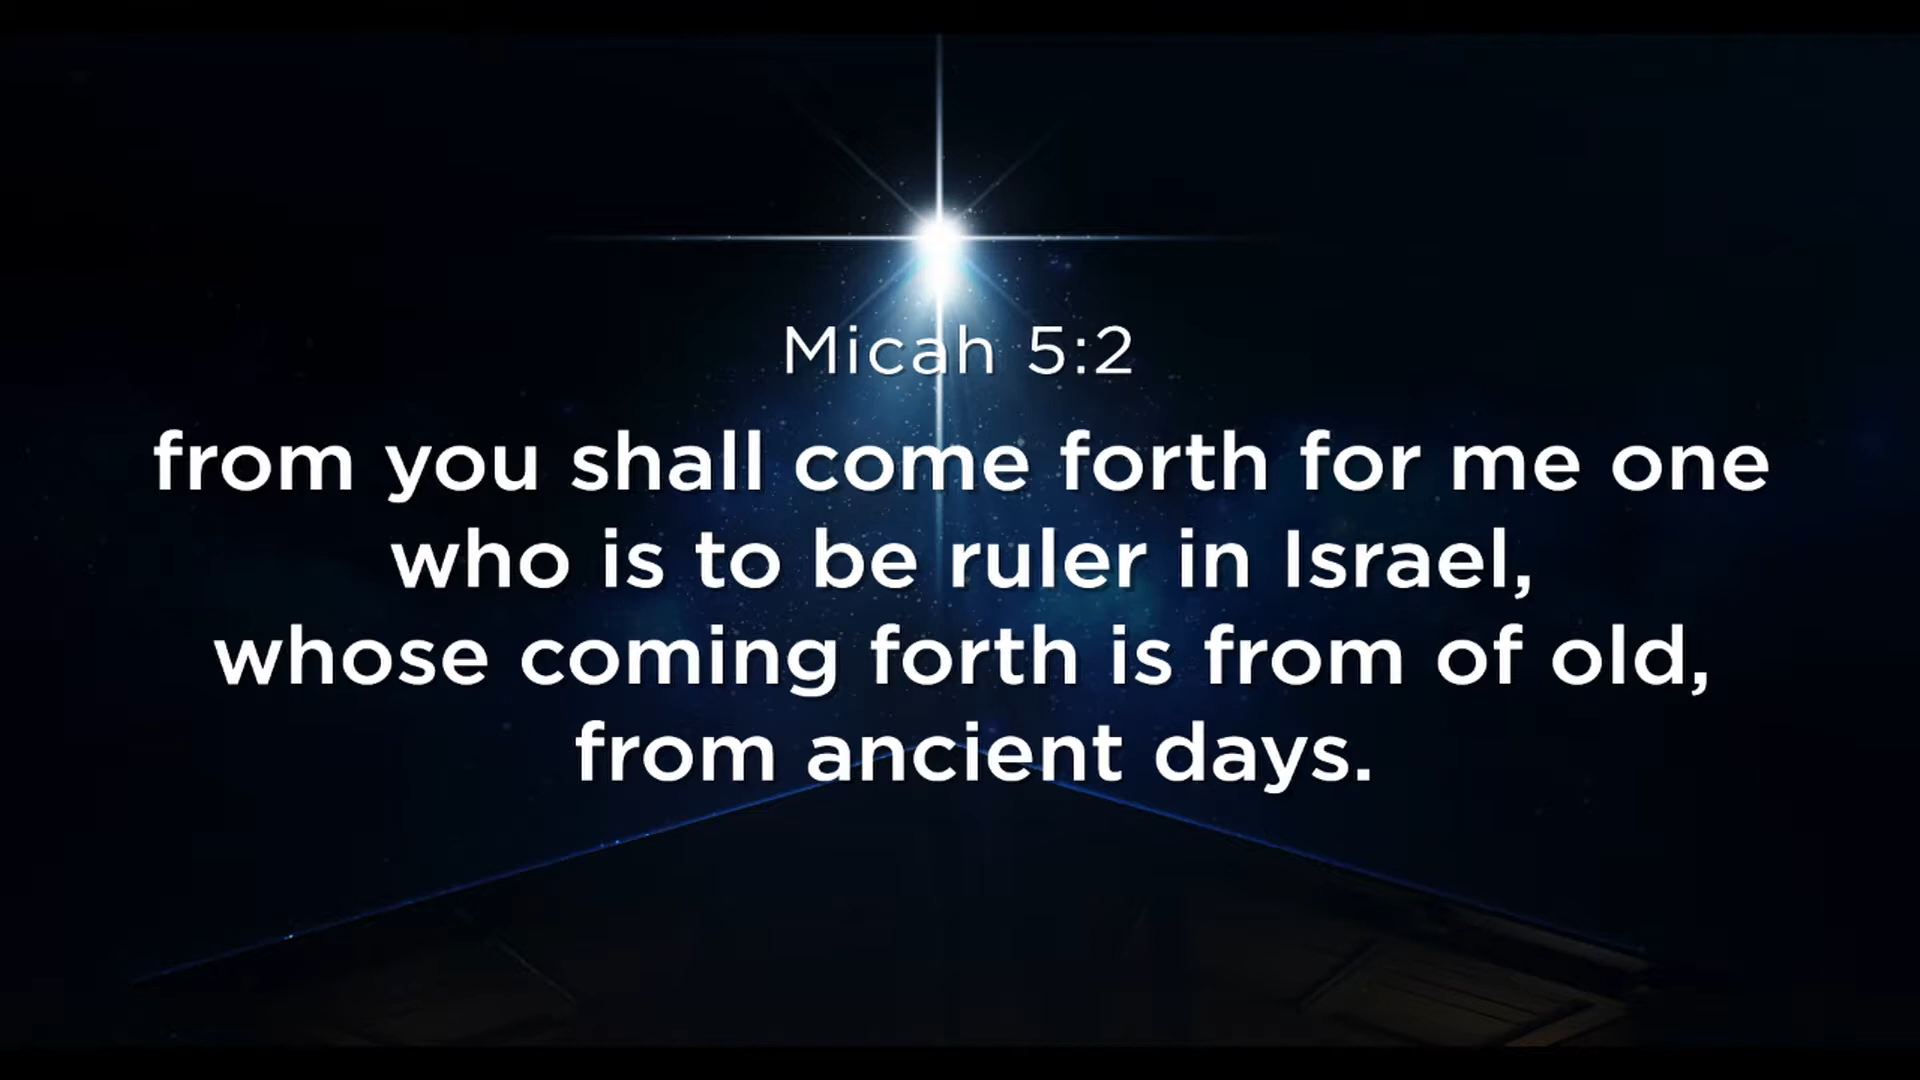 Micah 5:2
from you shall come forth for me one
who is to be ruler in Israel,
whose coming forth is from of old,
from ancient days.